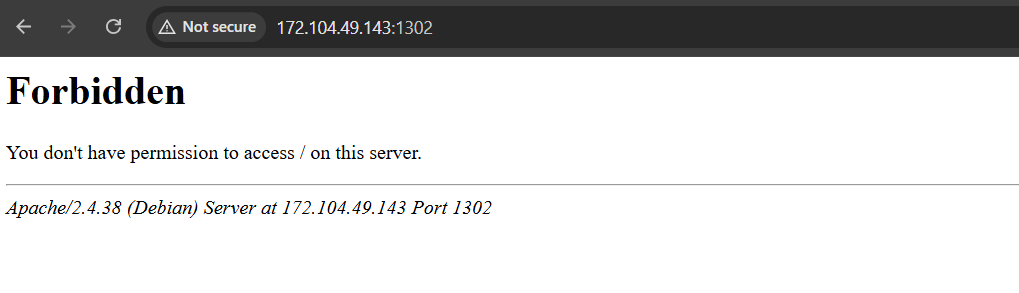 Not secure 172.104.49.143:1302
Forbidden
You don't have permission to access / on this server.
Apache/2.4.38 (Debian) Server at 172.104.49.143 Port 1302